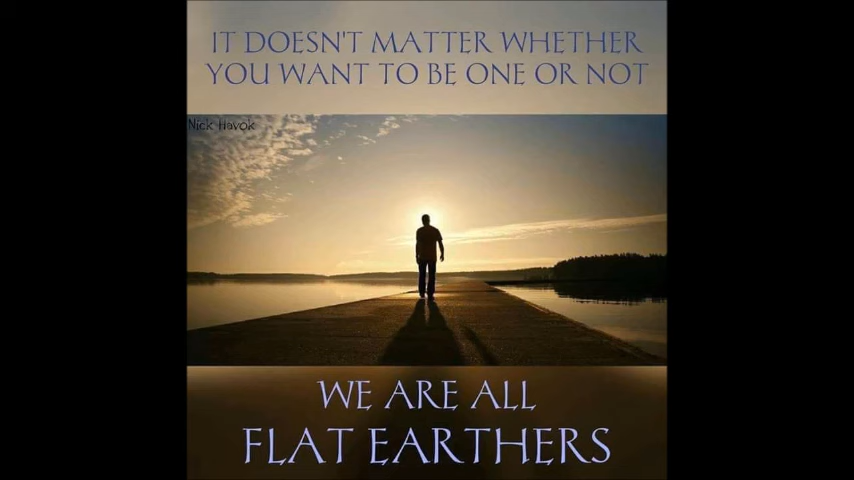 IT DOESN'T MATTER WHETHER
YOU WANT TO BE ONE OR NOT
Nick Havok
WE ARE ALL
FLAT EARTHERS